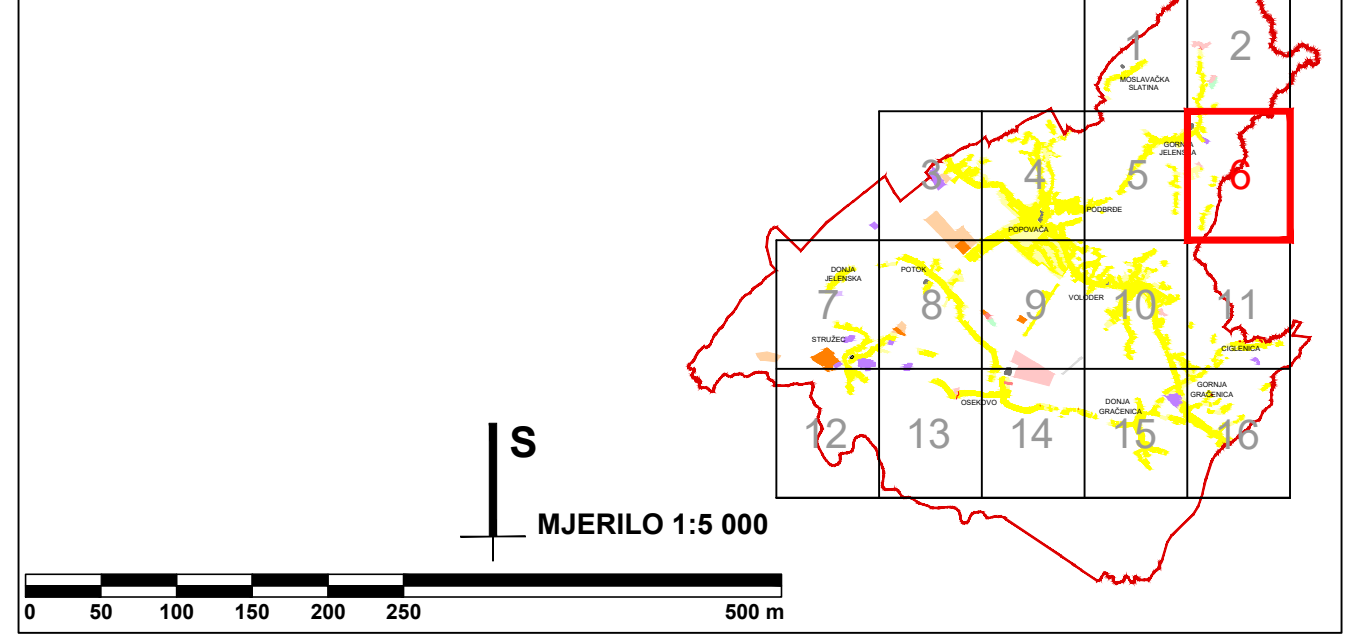 1
2
MOSLAVAČKA
SLATINA
GORNJA
JELENSKA
3
4
5
6
PODBRĐE
POPOVAČA
DONJA
JELENSKA
POTOK
7
8
9
VOLODER
10
11
STRUŽEC
CIGLENICA
GORNJA
GRAČENICA
OSEKOVO
DONJA
GRAČENICA
12
13
14
15
16
S
MJERILO 1:5 000
0 50 100 150 200 250 500 m